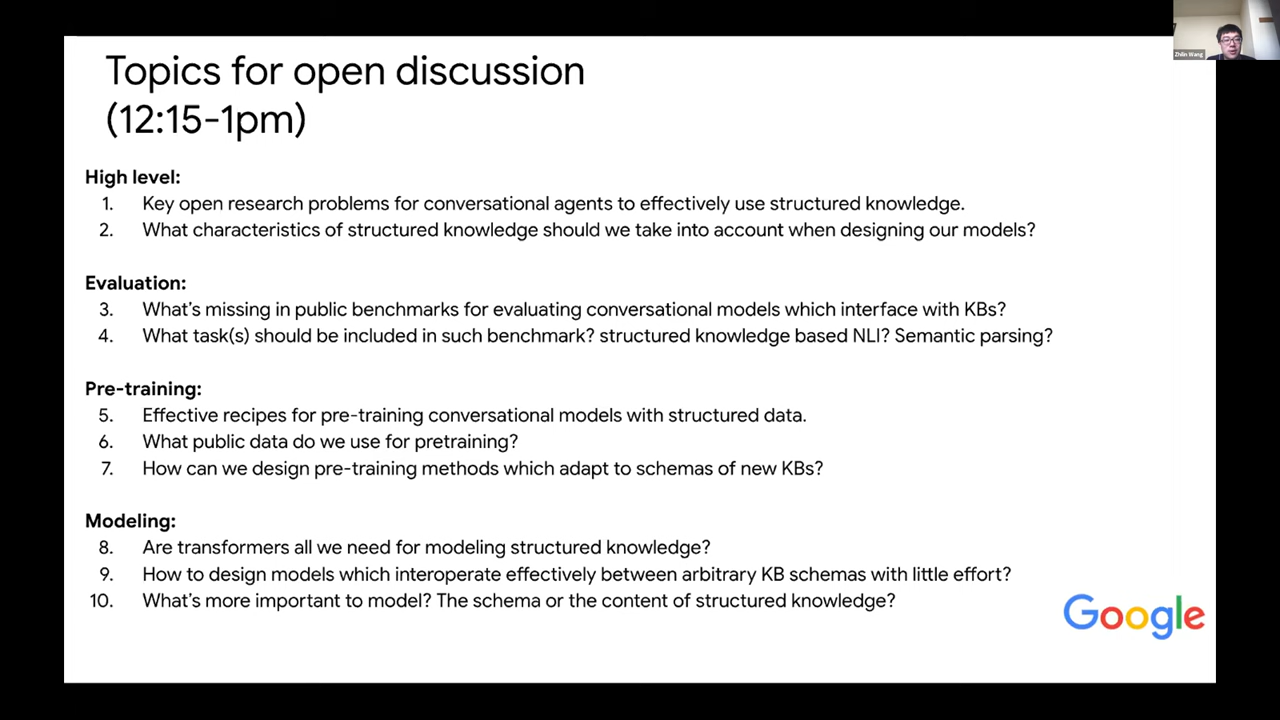 Topics for open discussion
(12:15-1pm)
Zhilin Wang
High level:
1. Key open research problems for conversational agents to effectively use structured knowledge.
2. What characteristics of structured knowledge should we take into account when designing our models?
Evaluation:
3. What's missing in public benchmarks for evaluating conversational models which interface with KBs?
4. What task(s) should be included in such benchmark? structured knowledge based NLI? Semantic parsing?
Pre-training:
5. Effective recipes for pre-training conversational models with structured data.
6. What public data do we use for pretraining?
7. How can we design pre-training methods which adapt to schemas of new KBs?
Modeling:
8. Are transformers all we need for modeling structured knowledge?
9. How to design models which interoperate effectively between arbitrary KB schemas with little effort?
10. What's more important to model? The schema or the content of structured knowledge?
Google